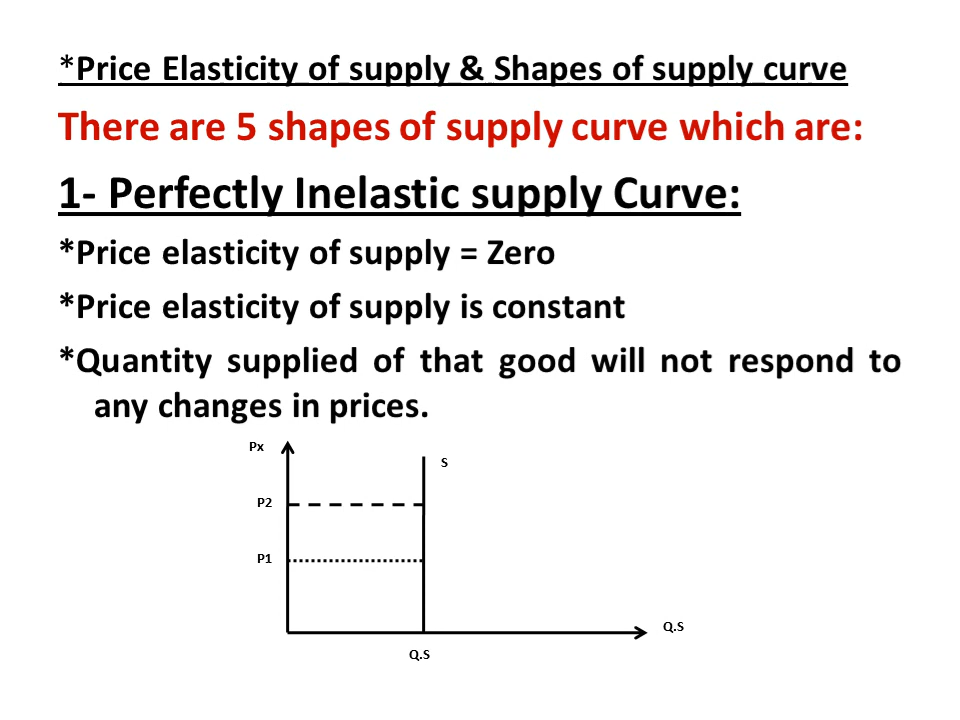 *Price Elasticity of supply & Shapes of supply curve
There are 5 shapes of supply curve which are:
1- Perfectly Inelastic supply Curve:
*Price elasticity of supply = Zero
*Price elasticity of supply is constant
*Quantity supplied of that good will not respond to
any changes in prices.
Px
S
P2
P1
Q.S
Q.S